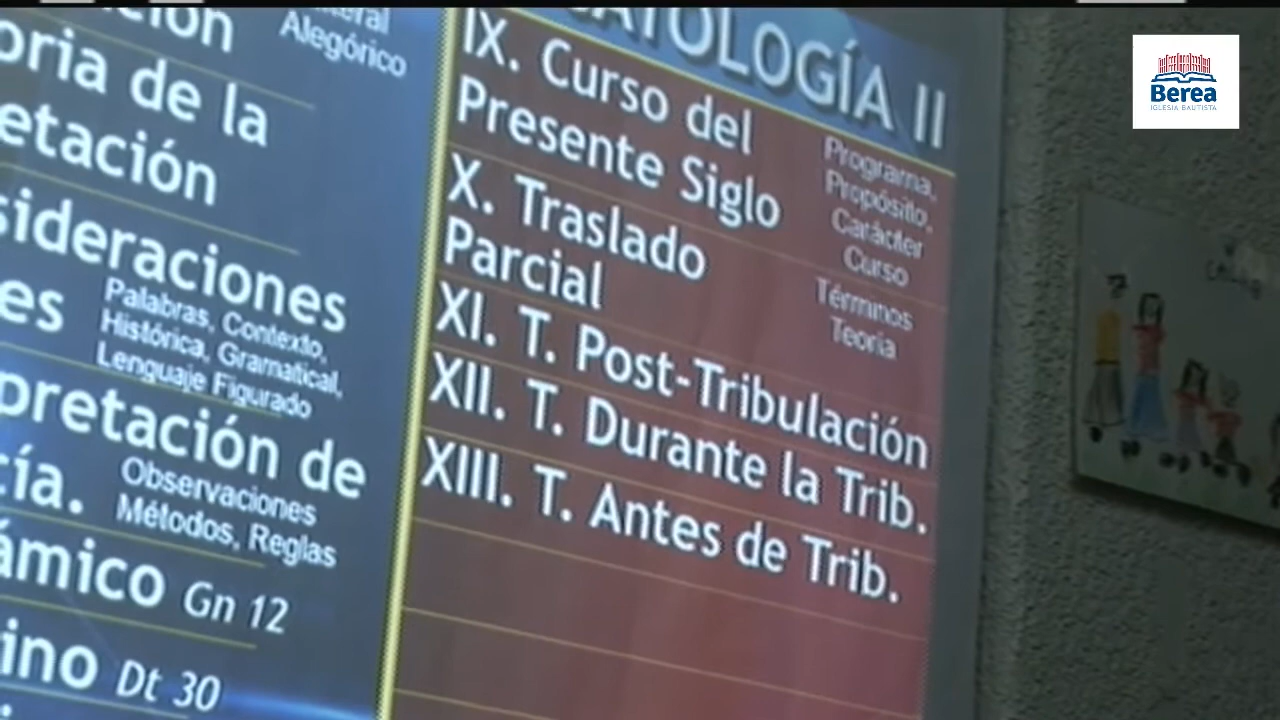 Alegórico
oria de la
etación
sideraciones
es
Palabras, Contexto,
Histórica, Gramatical,
Lenguaje Figurado
pretación de
cía.
Observaciones
Métodos, Reglas
ámico Gn 12
ino Dt 30
ATOLOGÍA II
IX. Curso del
Presente Siglo
Programa,
Propósito,
Carácter
Curso
X. Traslado
Parcial
Términos
Teoría
XI. T. Post-Tribulación
XII. T. Durante la Trib.
XIII. T. Antes de Trib.
Berea
IGLESIA BAUTISTA